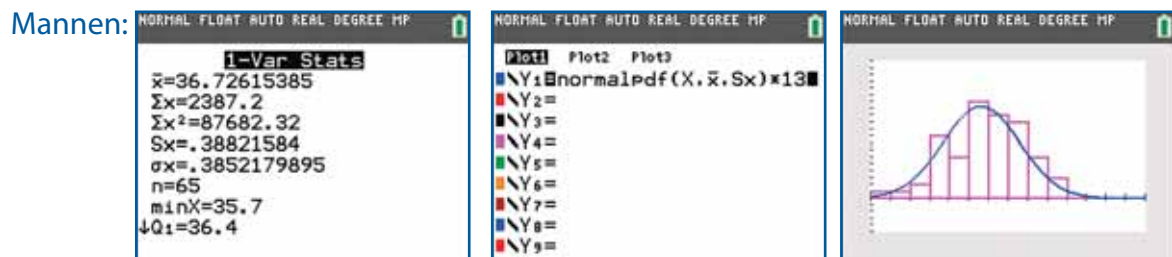 Mannen:
NORMAL FLOAT AUTO REAL DEGREE MP
1-Var Stats
x̄=36.72615385
Σx=2387.2
Σx²=87682.32
Sx=.38821584
σx=.3852179895
n=65
minX=35.7
↓Q₁=36.4
NORMAL FLOAT AUTO REAL DEGREE MP
Plot1 Plot2 Plot3
\Y₁=normalpdf(X,x̄,Sx)*13
\Y₂=
\Y₃=
\Y₄=
\Y₅=
\Y₆=
\Y₇=
\Y₈=
\Y₉=
NORMAL FLOAT AUTO REAL DEGREE MP